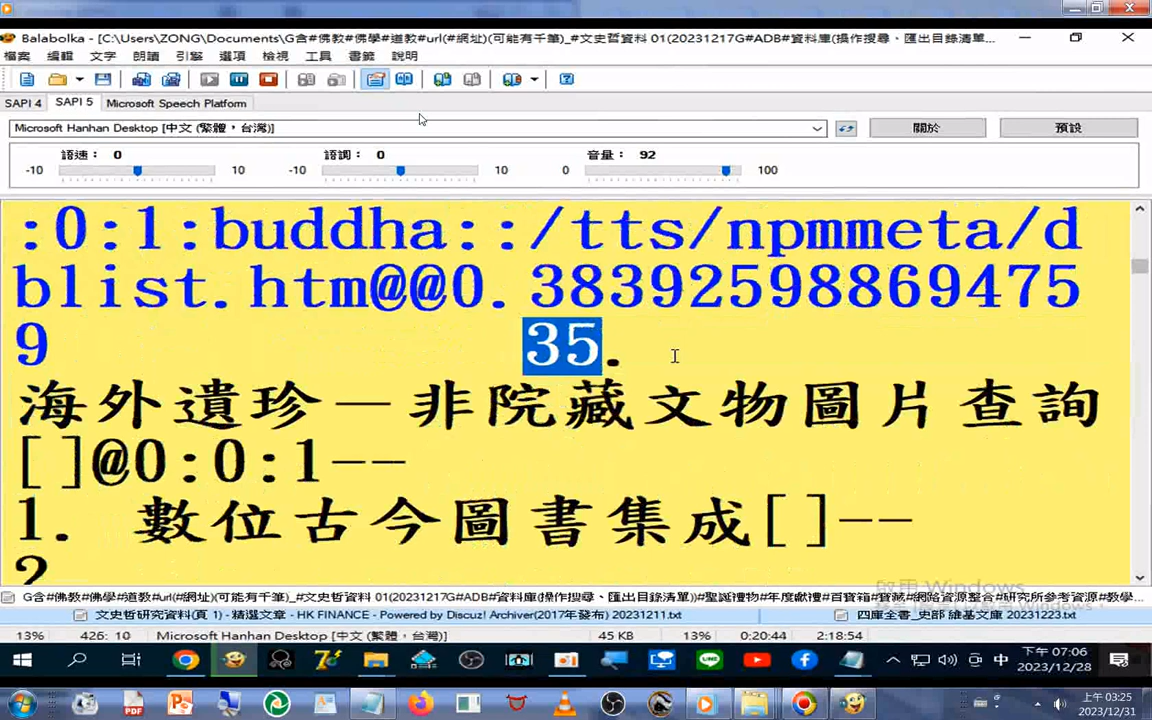 Balabolka - [C:\Users\ZONG\Documents\G含#佛教#佛學#道教#url(#網址)(可能有千筆)_#文史哲資料 01(20231217G#ADB#資料庫(操作搜尋、匯出目錄清單...
檔案 編輯 文字 朗讀 引擎 選項 檢視 工具 書籤 說明
SAPI 4 SAPI 5 Microsoft Speech Platform
Microsoft Hanhan Desktop [中文 (繁體，台灣)] 關於 預設
語速： 0 語調： 0 音量： 92
-10 10 -10 10 0 100
:0:1:buddha::/tts/npmmeta/d
blist.htm@@0.38392598869475
9 35.
海外遺珍－非院藏文物圖片查詢
[]@0:0:1--
1. 數位古今圖書集成[]--
2
啟用 Windows
G含#佛教#佛學#道教#url(#網址)(可能有千筆)_#文史哲資料 01(20231217G#ADB#資料庫(操作搜尋、匯出目錄清單))#聖誕禮物#年度獻禮#百寶箱#寶藏#網路資源整合#研究所參考資源#教學...
文史哲研究資料(頁 1) - 精選文章 - HK FINANCE - Powered by Discuz! Archiver(2017年發布) 20231211.txt 四庫全書_史部 維基文庫 20231223.txt
13% 426: 10 Microsoft Hanhan Desktop [中文 (繁體，台灣)] 45 KB 13% 0:20:44 2:18:54
中 下午 07:06
2023/12/28
上午 03:25
2023/12/31